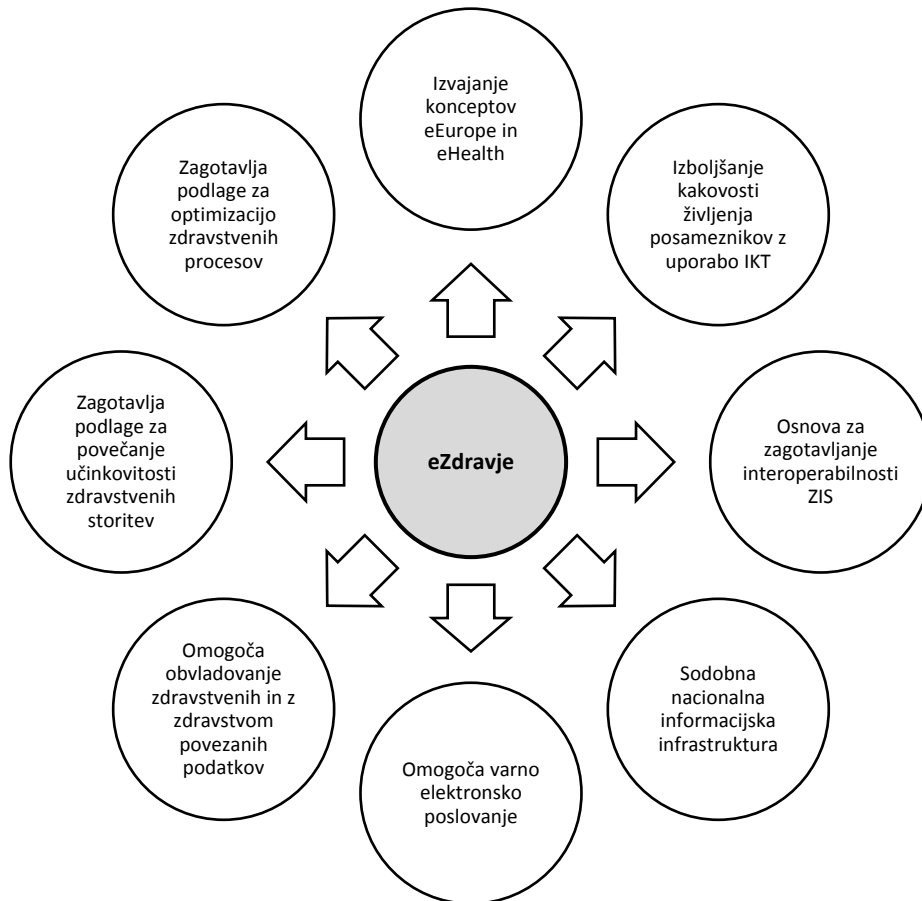 Izvajanje
konceptov
eEurope in
eHealth
Izboljšanje
kakovosti
življenja
posameznikov z
uporabo IKT
Osnova za
zagotavljanje
interoperabilnosti
ZIS
Sodobna
nacionalna
informacijska
infrastruktura
Omogoča varno
elektronsko
poslovanje
Omogoča
obvladovanje
zdravstvenih in z
zdravstvom
povezanih
podatkov
Zagotavlja
podlage za
povečanje
učinkovitosti
zdravstvenih
storitev
Zagotavlja
podlage za
optimizacijo
zdravstvenih
procesov
eZdravje